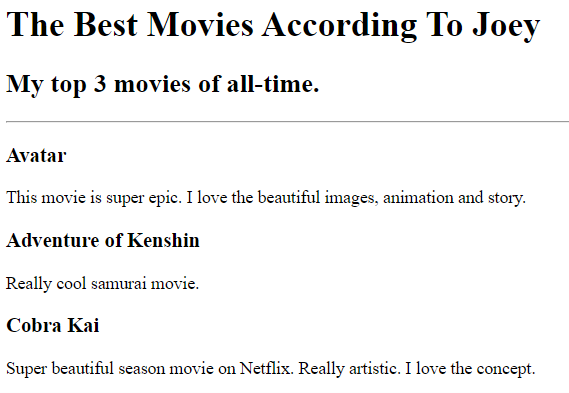 The Best Movies According To Joey
My top 3 movies of all-time.
Avatar
This movie is super epic. I love the beautiful images, animation and story.
Adventure of Kenshin
Really cool samurai movie.
Cobra Kai
Super beautiful season movie on Netflix. Really artistic. I love the concept.